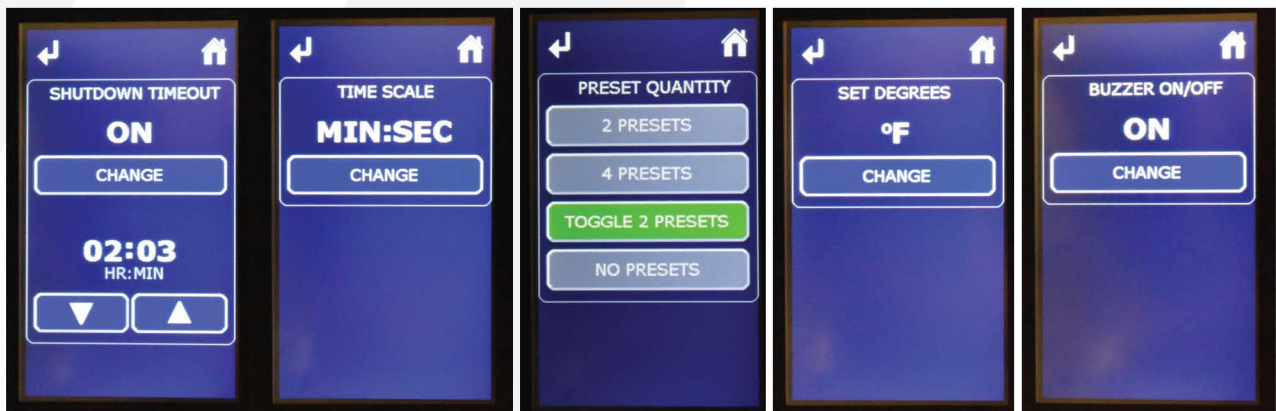 SHUTDOWN TIMEOUT
ON
CHANGE
02:03
HR:MIN
TIME SCALE
MIN:SEC
CHANGE
PRESET QUANTITY
2 PRESETS
4 PRESETS
TOGGLE 2 PRESETS
NO PRESETS
SET DEGREES
°F
CHANGE
BUZZER ON/OFF
ON
CHANGE